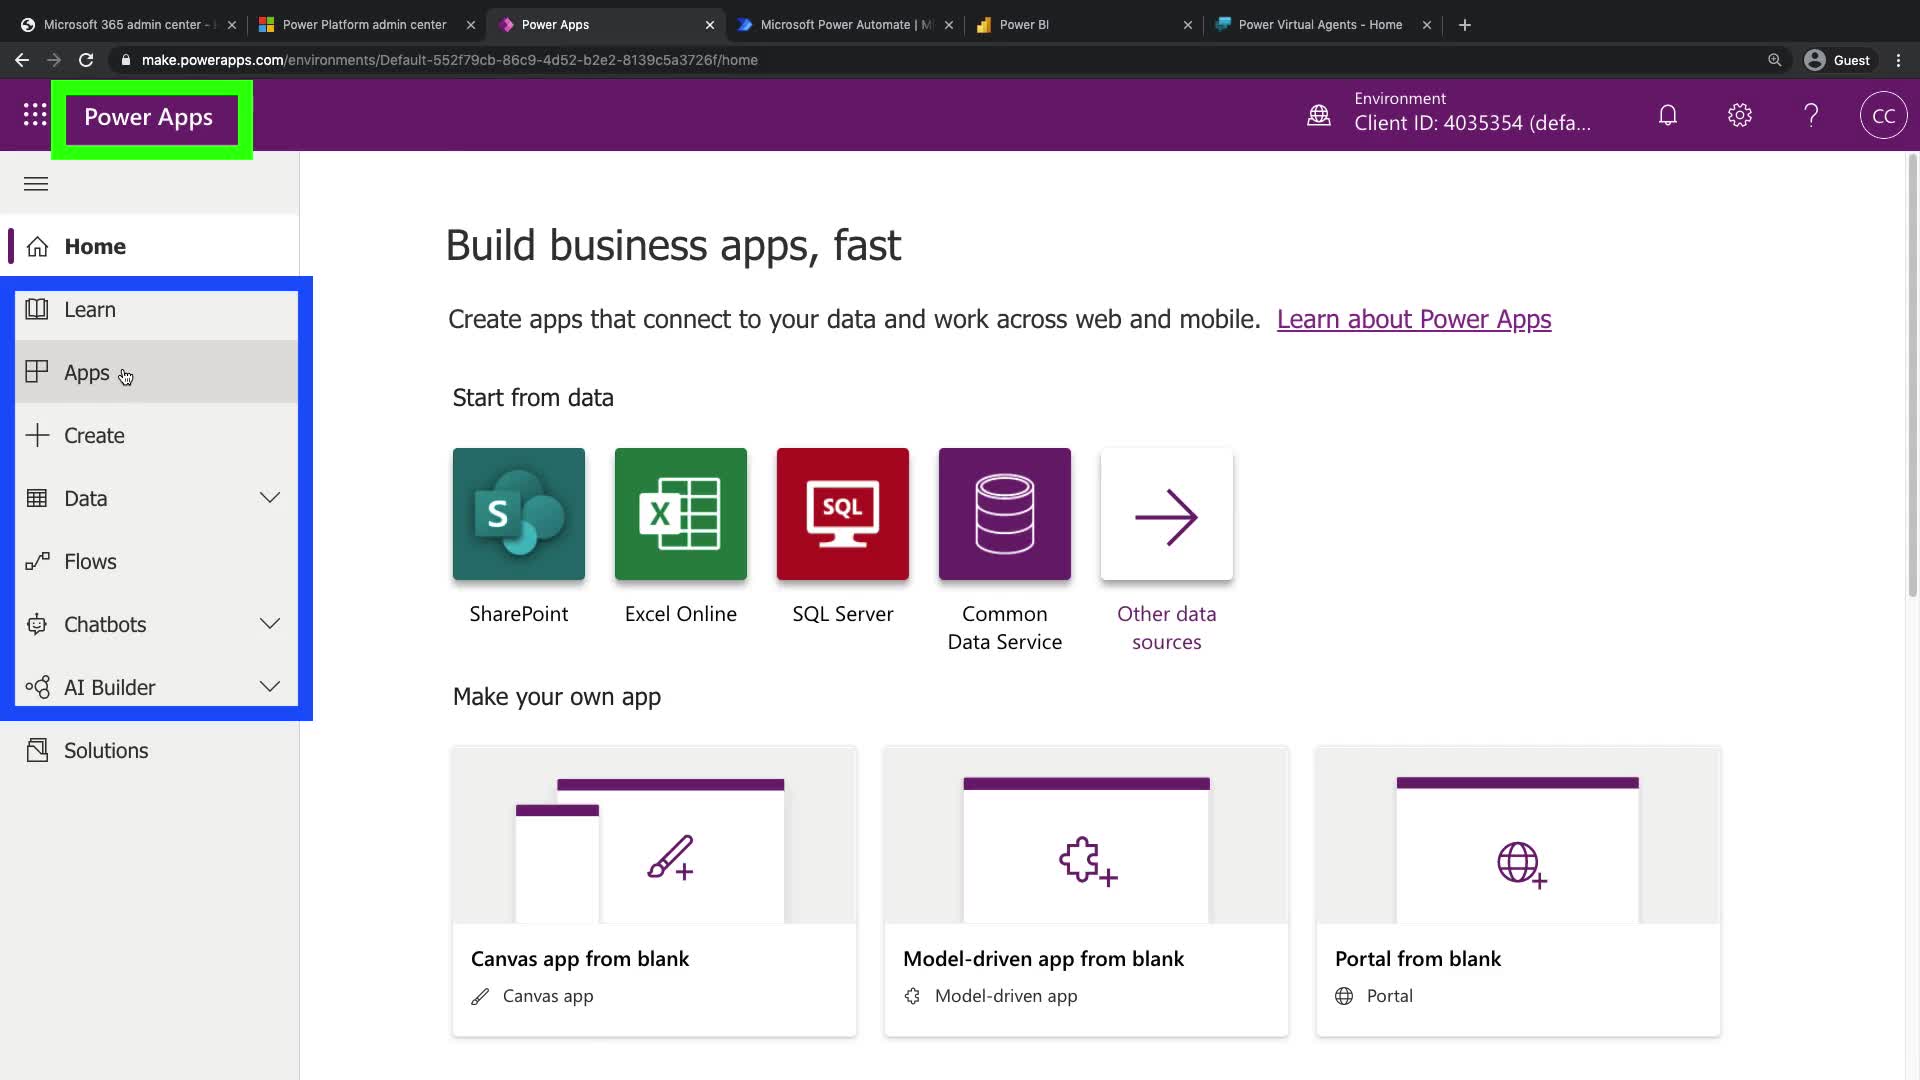 Microsoft 365 admin center -
Power Platform admin center
Power Apps
Microsoft Power Automate | M
Power BI
Power Virtual Agents - Home
make.powerapps.com/environments/Default-552f79cb-86c9-4d52-b2e2-8139c5a3726f/home
Guest
Power Apps
Environment
Client ID: 4035354 (defa...
?
CC
Home
Learn
Apps
Create
Data
Flows
Chatbots
AI Builder
Solutions
Build business apps, fast
Create apps that connect to your data and work across web and mobile. Learn about Power Apps
Start from data
S
X
SQL
SharePoint
Excel Online
SQL Server
Common
Data Service
Other data
sources
Make your own app
Canvas app from blank
Canvas app
Model-driven app from blank
Model-driven app
Portal from blank
Portal